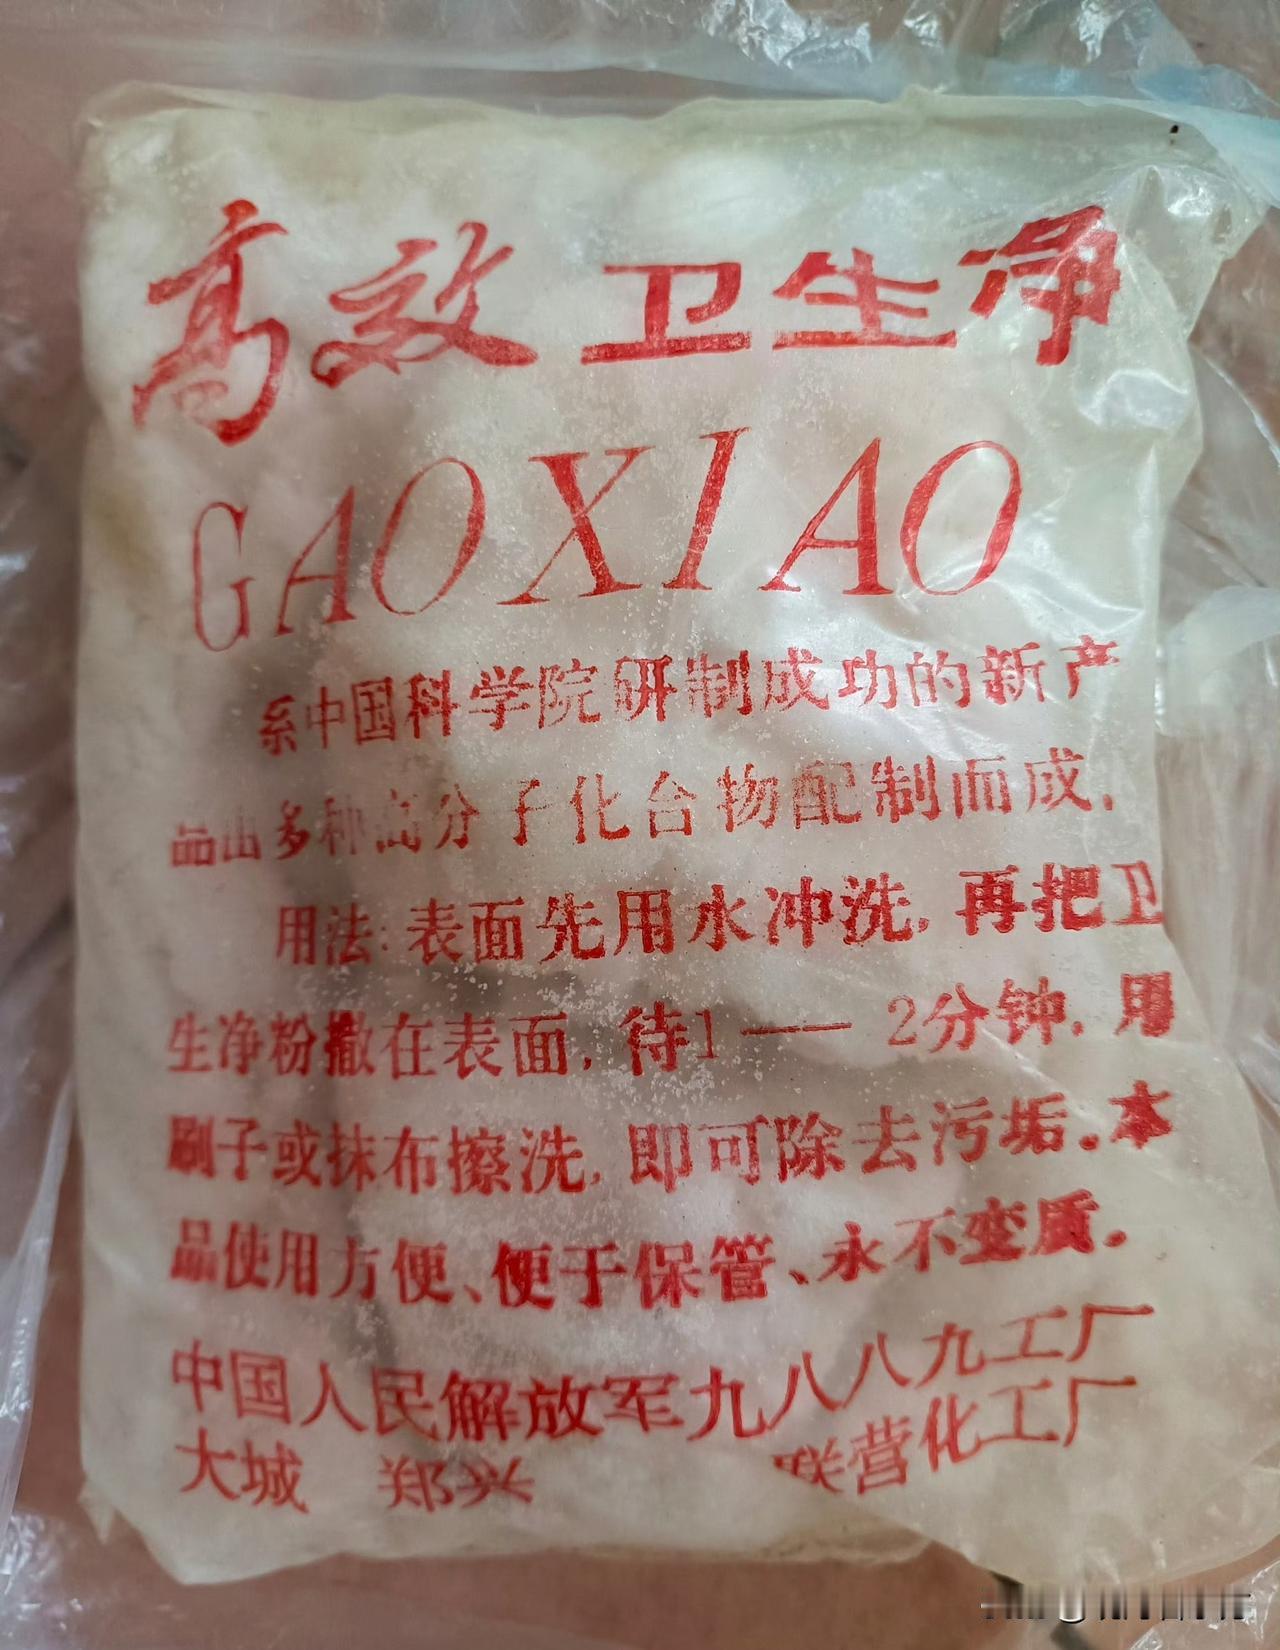 高效卫生净
GAOXIAO
系中国科学院研制成功的新产
品由多种高分子化合物配制而成，
用法：表面先用水冲洗，再把卫
生净粉撒在表面，待1——2分钟，用
刷子或抹布擦洗，即可除去污垢。本
品使用方便、便于保管、永不变质。
中国人民解放军九八八九工厂
大城 郑兴 联营化工厂